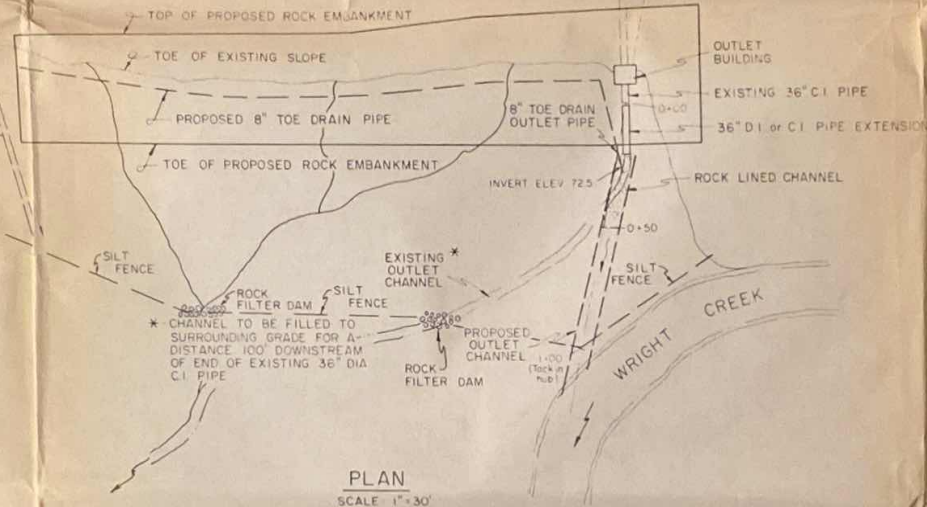 TOP OF PROPOSED ROCK EMBANKMENT
TOE OF EXISTING SLOPE
PROPOSED 8" TOE DRAIN PIPE
TOE OF PROPOSED ROCK EMBANKMENT
8" TOE DRAIN
OUTLET PIPE
OUTLET
BUILDING
EXISTING 36" C.I. PIPE
0+00
36" D.I. or C.I. PIPE EXTENSION
INVERT ELEV 72.5
ROCK LINED CHANNEL
0+50
SILT
FENCE
ROCK
FILTER DAM
SILT
FENCE
EXISTING *
OUTLET
CHANNEL
SILT
FENCE
* CHANNEL TO BE FILLED TO
SURROUNDING GRADE FOR A
DISTANCE 100' DOWNSTREAM
OF END OF EXISTING 36" DIA
C.I. PIPE
ROCK
FILTER DAM
PROPOSED
OUTLET
CHANNEL
1+00
(Tack in
hub)
WRIGHT CREEK
PLAN
SCALE 1"=30'